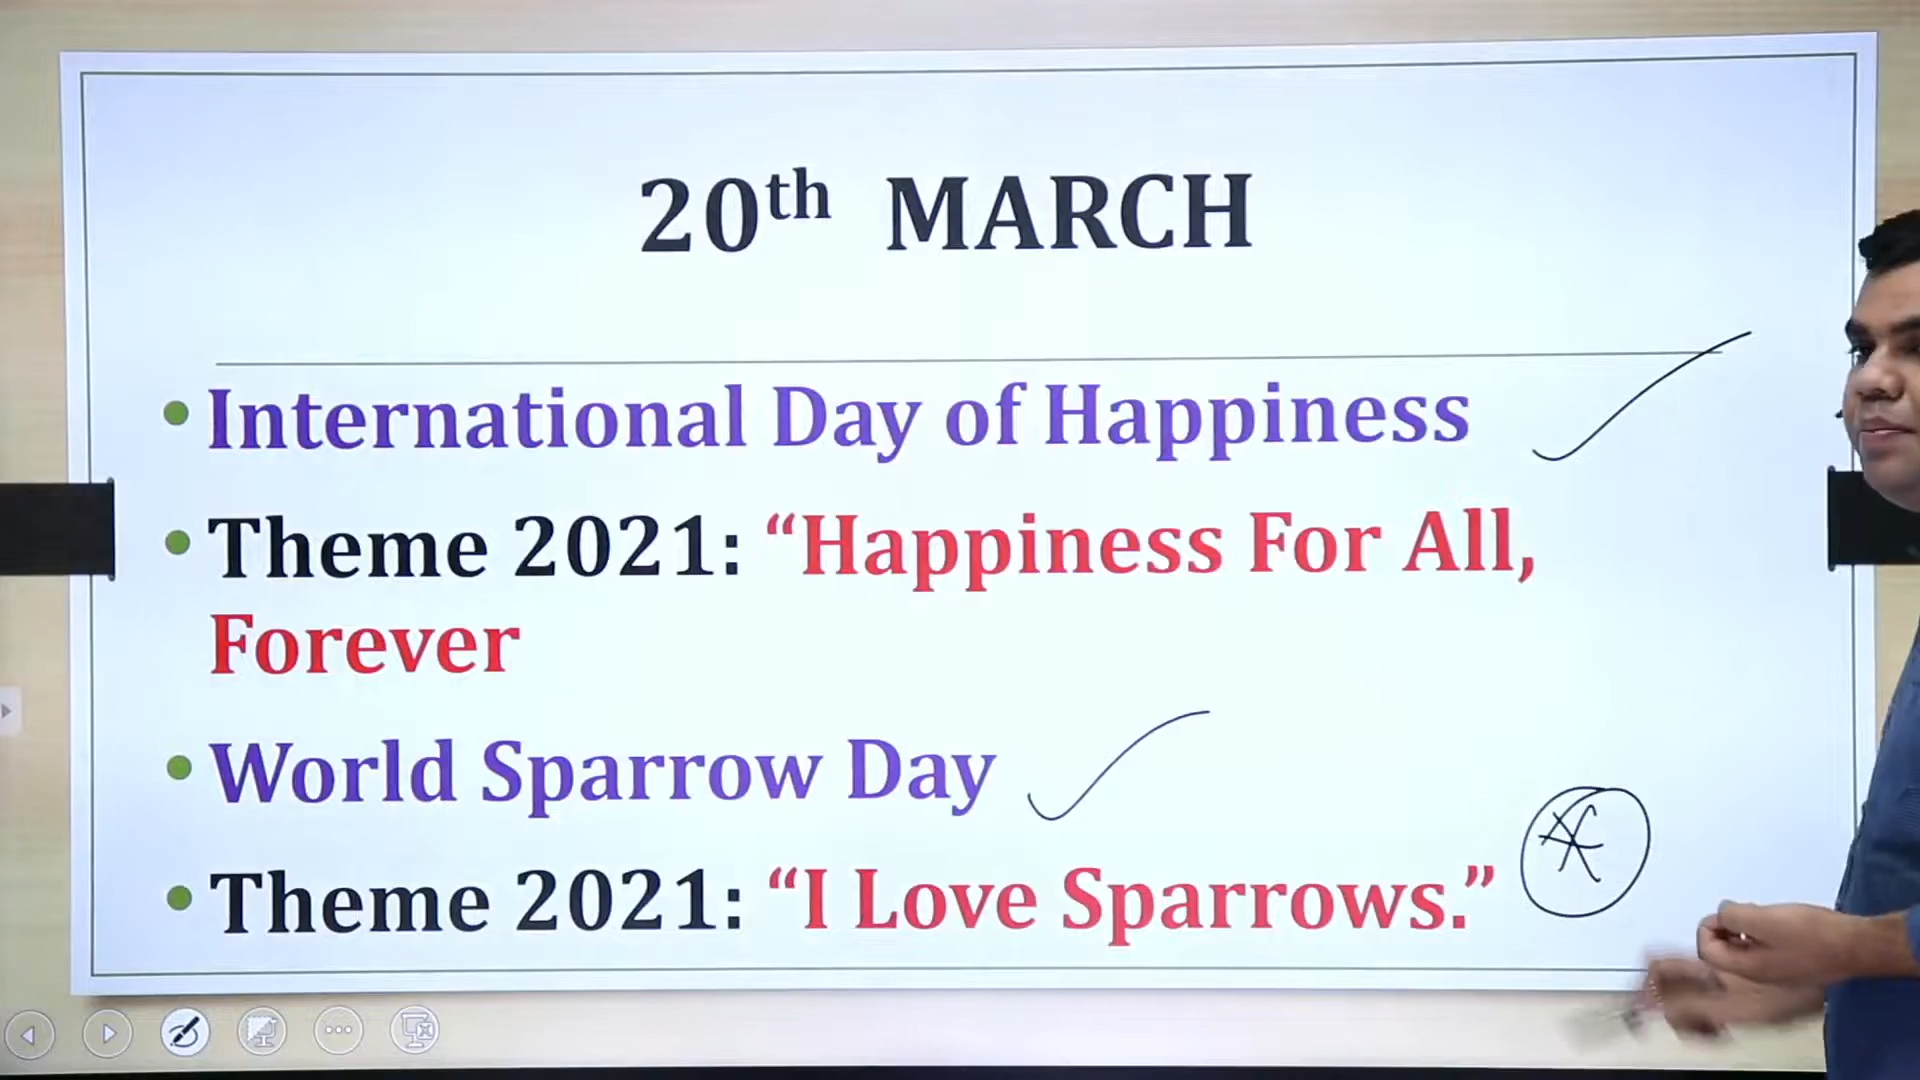 20th MARCH
• International Day of Happiness
• Theme 2021: “Happiness For All,
Forever
• World Sparrow Day
• Theme 2021: “I Love Sparrows.”